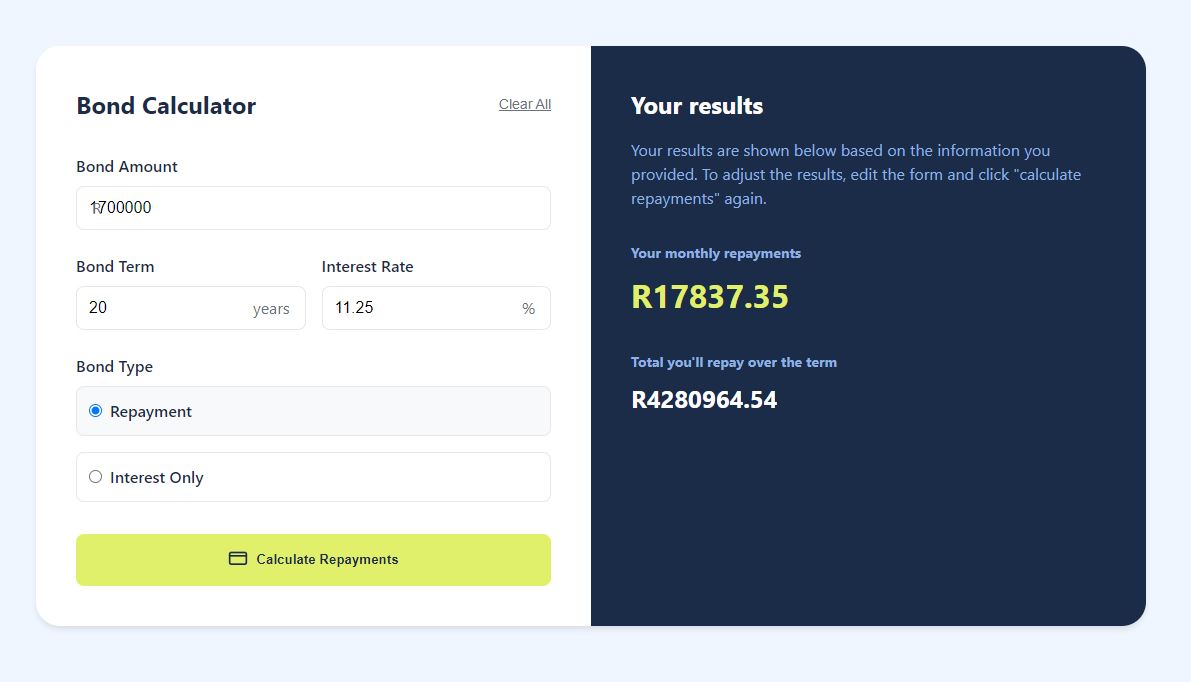 Bond Calculator
Clear All
Bond Amount
R
1700000
Bond Term
Interest Rate
20 years
11.25 %
Bond Type
Repayment
Interest Only
Calculate Repayments
Your results
Your results are shown below based on the information you
provided. To adjust the results, edit the form and click "calculate
repayments" again.
Your monthly repayments
R17837.35
Total you'll repay over the term
R4280964.54